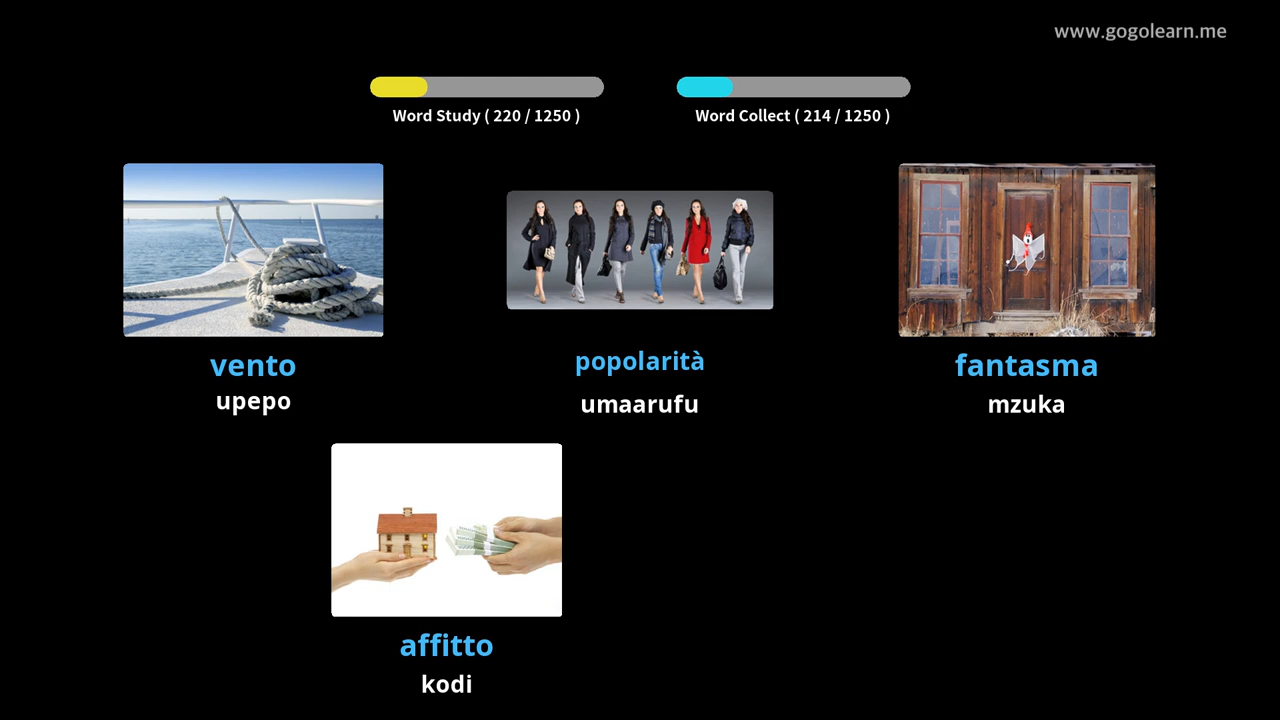 www.gogolearn.me
Word Study ( 220 / 1250 )
Word Collect ( 214 / 1250 )
vento
upepo
popolarità
umaarufu
fantasma
mzuka
affitto
kodi